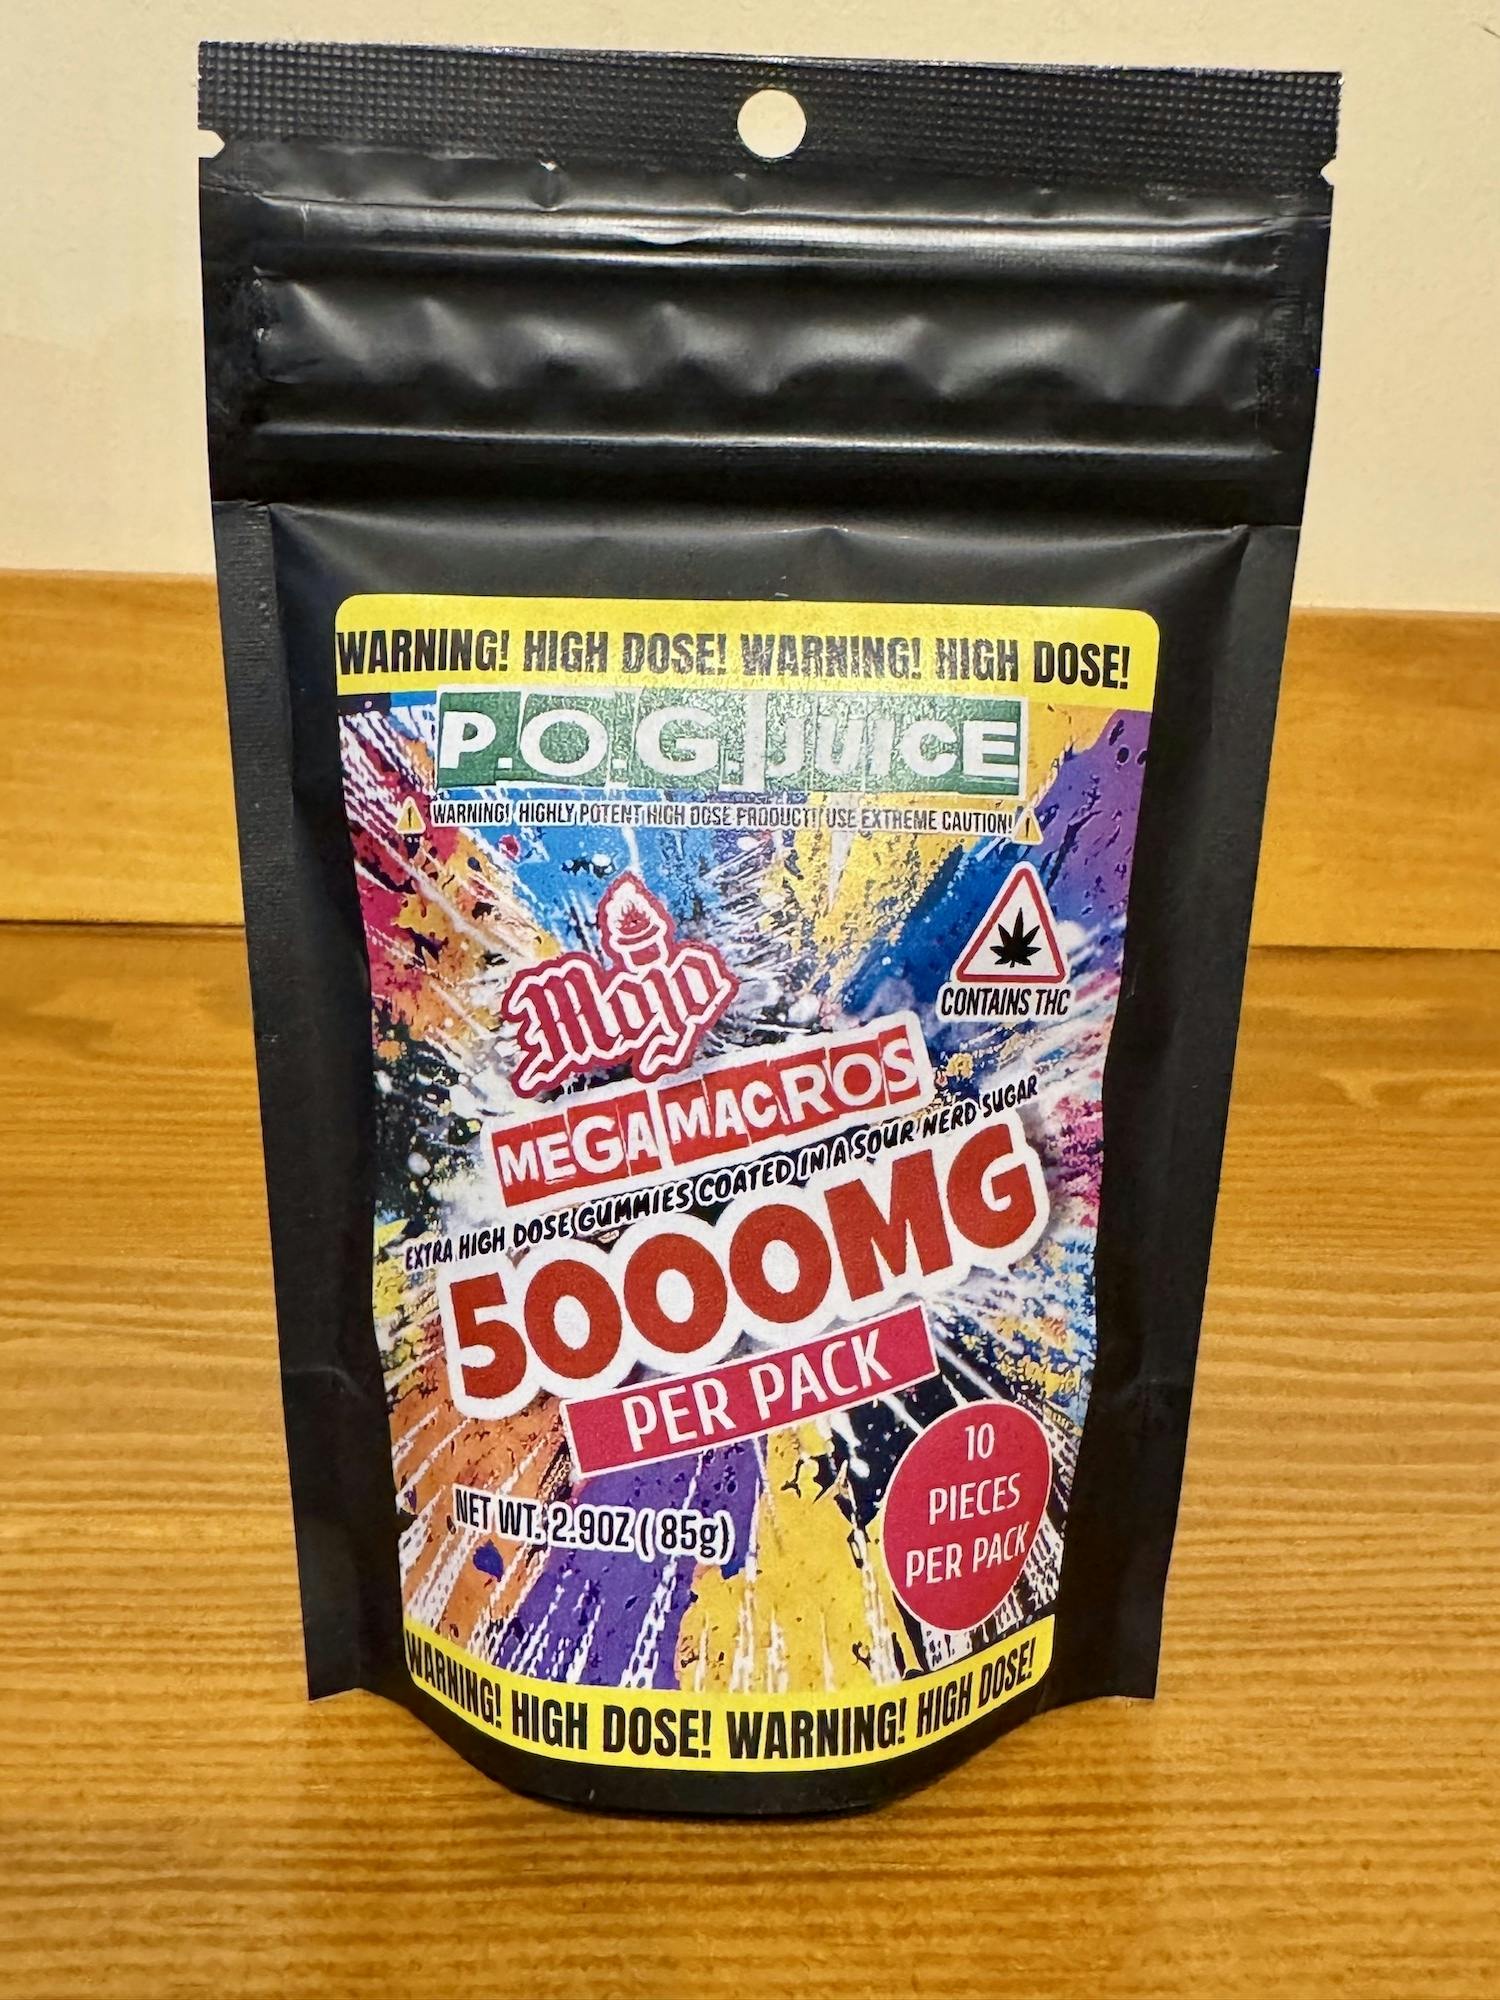 WARNING! HIGH DOSE! WARNING! HIGH DOSE!
P.O.G. JUICE
WARNING! HIGHLY POTENT HIGH DOSE PRODUCT! USE EXTREME CAUTION!
Mojo
CONTAINS THC
MEGA MACROS
EXTRA HIGH DOSE GUMMIES COATED IN A SOUR NERD SUGAR
5000MG
PER PACK
10
PIECES
PER PACK
NET WT. 2.9OZ ( 85g)
WARNING! HIGH DOSE! WARNING! HIGH DOSE!